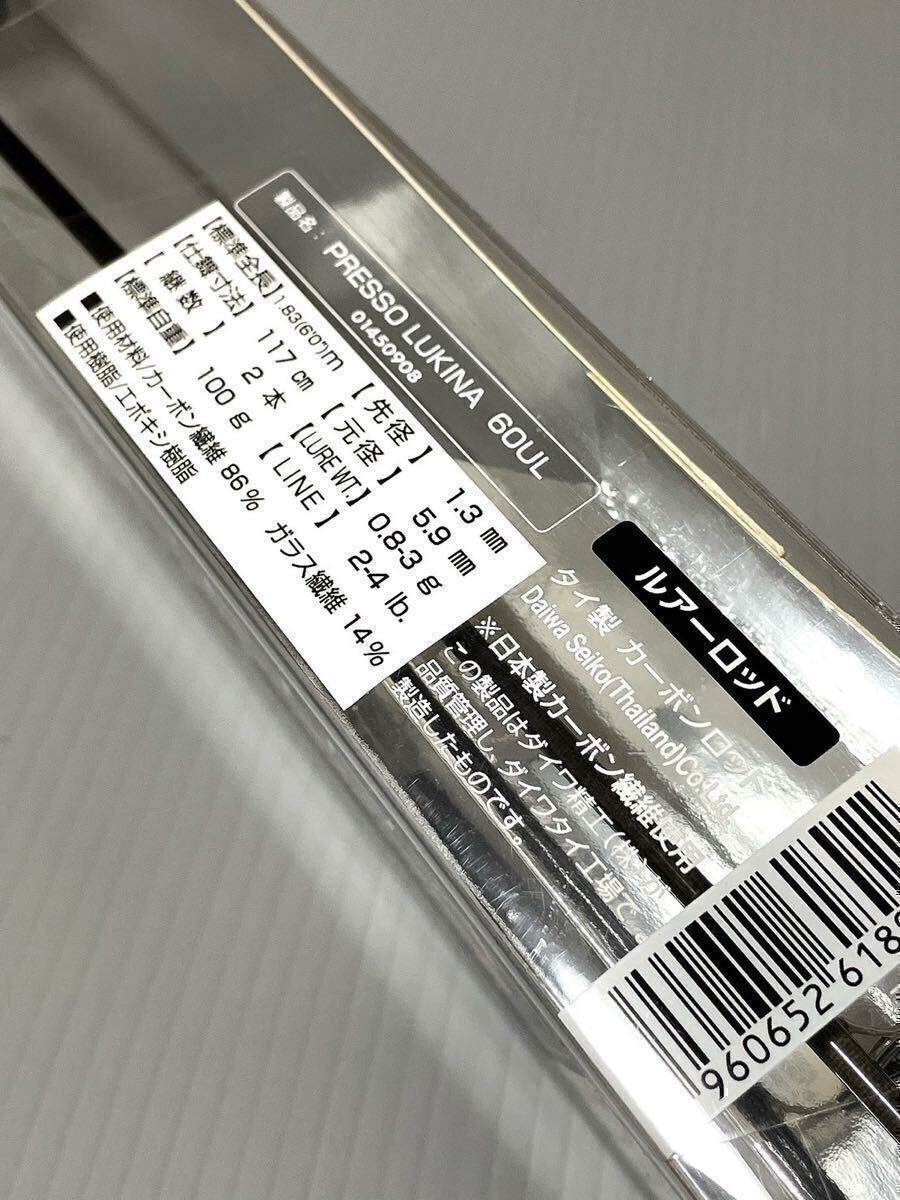 製品名：PRESSO LUKINA 60UL
01450908
【標準全長】1.83(6'0")m 【先径】 1.3 mm
【仕舞寸法】 117 cm 【元径】 5.9 mm
【継数】 2 本 【LURE WT.】 0.8-3 g
【標準自重】 100 g 【LINE】 2-4 lb.
■使用材料/カーボン繊維 86% ガラス繊維 14%
■使用樹脂/エポキシ樹脂
ルアーロッド
タイ製 カーボンロッド
Daiwa Seiko(Thailand)Co.Ltd.
※日本製カーボン繊維使用
この製品はダイワ精工(株)が
品質管理し、ダイワタイ工場で
製造したものです。
960652 618